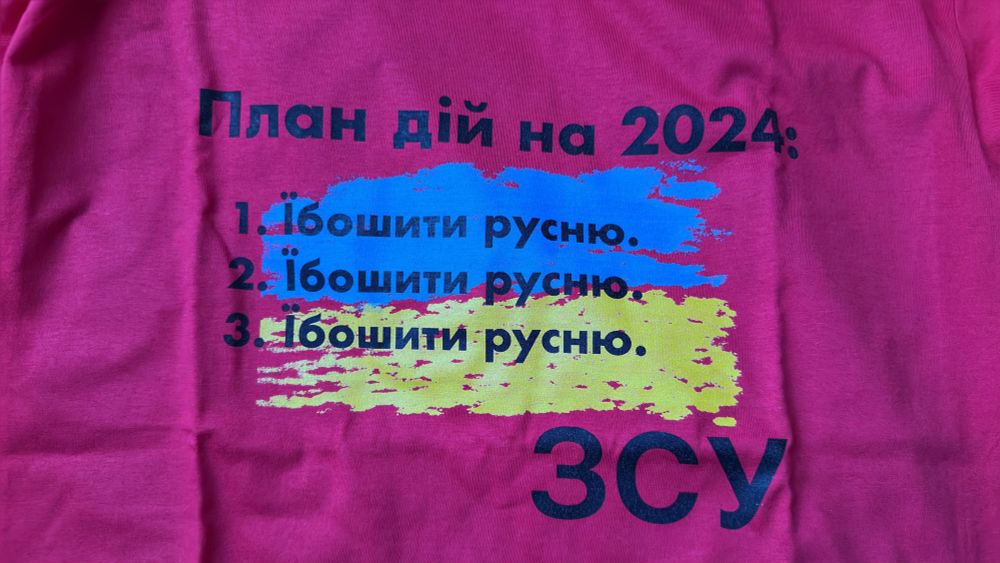 План дій на 2024:
1. Їбошити русню.
2. Їбошити русню.
3. Їбошити русню.
ЗСУ